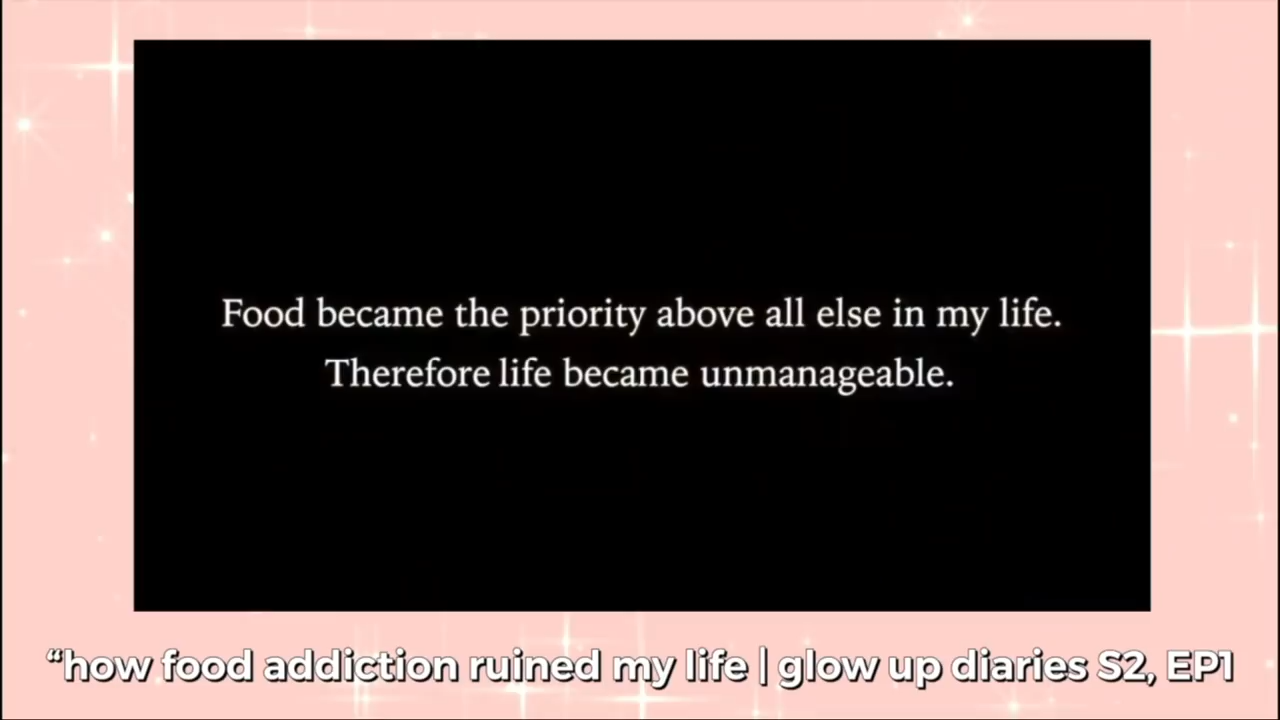 Food became the priority above all else in my life.
Therefore life became unmanageable.
“how food addiction ruined my life | glow up diaries S2, EP1